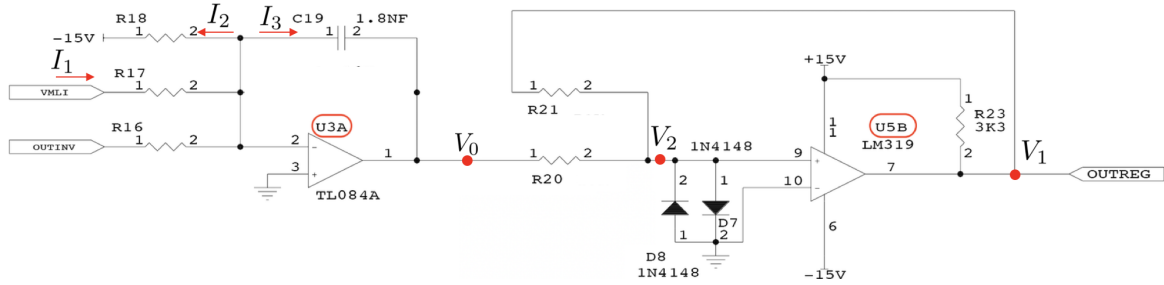 I₂ I₃ C19 1.8NF
R18
-15V 1 2 1 2
I₁
R17
VMLI 1 2
R16
OUTINV 1 2
U3A
2 -
3 +
1
TL084A
V₀
1 2
R21
1 2
R20
V₂
1N4148
2 1
D7
1 2
D8
1N4148
+15V
11
U5B
LM319
9 +
10 -
7
6
-15V
1
R23
3K3
2
V₁
OUTREG